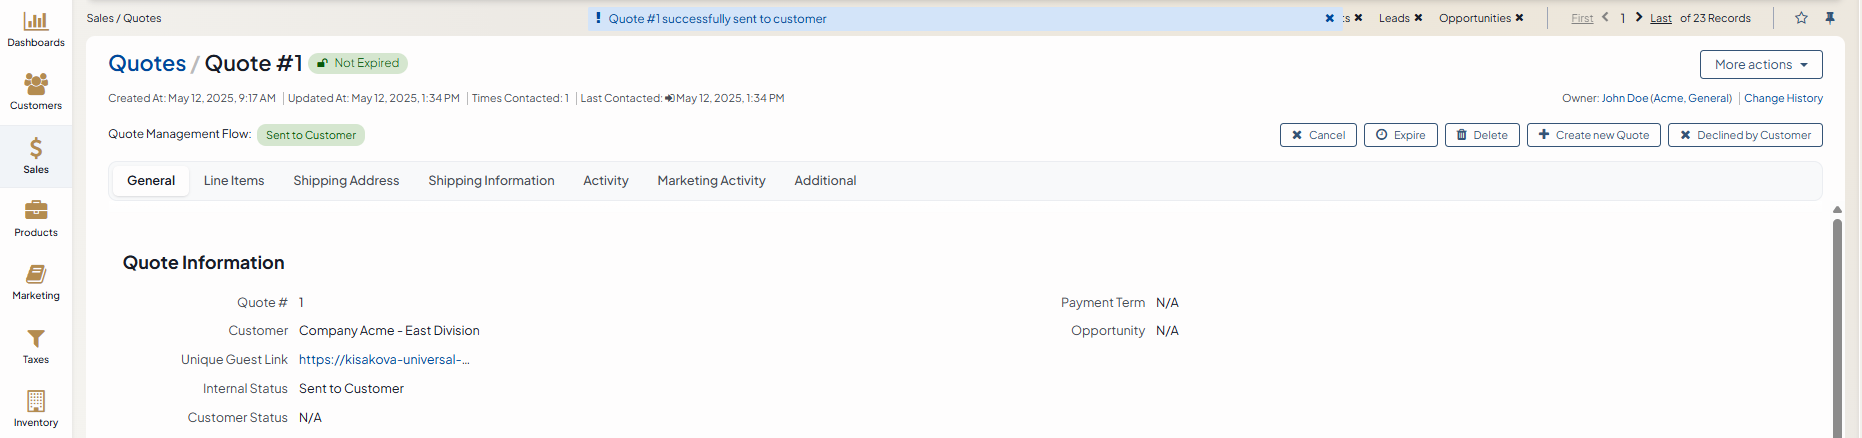 Dashboards
Customers
Sales
Products
Marketing
Taxes
Inventory
Sales / Quotes
Quote #1 successfully sent to customer
Leads Opportunities
First 1 Last of 23 Records
Quotes / Quote #1 Not Expired
More actions
Created At: May 12, 2025, 9:17 AM Updated At: May 12, 2025, 1:34 PM Times Contacted: 1 Last Contacted: May 12, 2025, 1:34 PM
Owner: John Doe (Acme, General) Change History
Quote Management Flow: Sent to Customer
Cancel Expire Delete Create new Quote Declined by Customer
General Line Items Shipping Address Shipping Information Activity Marketing Activity Additional
Quote Information
Quote # 1
Customer Company Acme - East Division
Unique Guest Link https://kisakova-universal-...
Internal Status Sent to Customer
Customer Status N/A
Payment Term N/A
Opportunity N/A